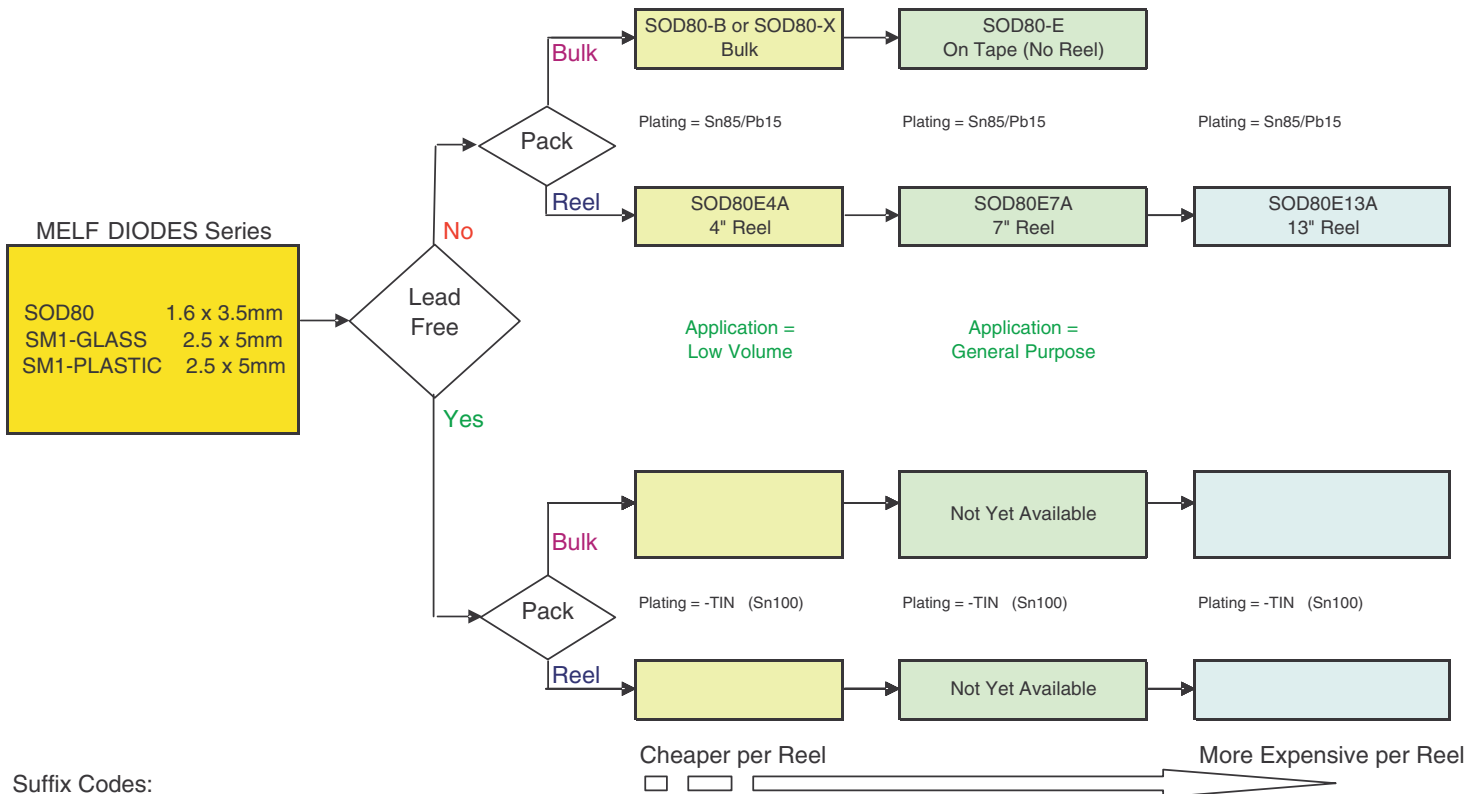 SOD80-B or SOD80-X
Bulk
SOD80-E
On Tape (No Reel)
Bulk
Plating = Sn85/Pb15
Plating = Sn85/Pb15
Plating = Sn85/Pb15
Pack
Reel
SOD80E4A
4" Reel
SOD80E7A
7" Reel
SOD80E13A
13" Reel
MELF DIODES Series
No
SOD80 1.6 x 3.5mm
SM1-GLASS 2.5 x 5mm
SM1-PLASTIC 2.5 x 5mm
Lead
Free
Application =
Low Volume
Application =
General Purpose
Yes
Not Yet Available
Bulk
Plating = -TIN (Sn100)
Plating = -TIN (Sn100)
Plating = -TIN (Sn100)
Pack
Reel
Not Yet Available
Cheaper per Reel
More Expensive per Reel
Suffix Codes: